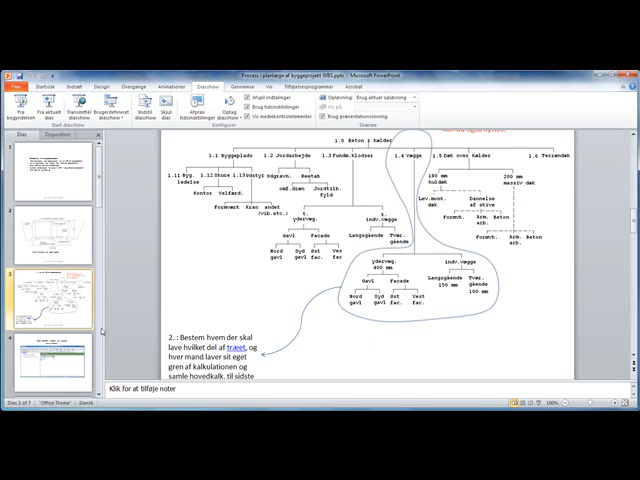 Process i planlægn af byggeprojekt WBS.pptx - Microsoft PowerPoint
Filer Startside Indsæt Design Overgange Animationer Diasshow Gennemse Vis Tilføjelsesprogrammer Acrobat
Fra begyndelsen
Fra aktuelt dias
Transmittér diasshow
Brugerdefineret diasshow
Indstil diasshow
Skjul dias
Afprøv tidsindstillinger
Optag diasshow
Afspil indtalinger
Brug tidsindstillinger
Vis mediekontrolelementer
Opløsning: Brug aktuel opløsning
Vis på:
Brug præsentationsvisning
Start diasshow Konfigurer Skærme
Dias Disposition
1
2
3
4
1.0 Beton i kælder
1.1 Byggeplads 1.2 Jordarbejde 1.3 Fundm.klodser 1.4 Vægge 1.5 Dæk over kælder 1.6 Terrændæk
1.11 Byg. ledelse
1.12 Skure
Kontor Velfærd.
Formværk Kran andet (vib.etc.)
Udgravn. Reetab
omf.dræn Jordtilb. fyld
t. ydervæg.
Gavl Facade
Nord gavl Syd gavl Øst fac Vest fac
t. indv.vægge
Langsgående Tvær. gående
180 mm huldæk
200 mm massiv dæk
Lev.mont. dæk
Dannelse af skive
Formvk. Arm. arb. Beton
Formvk. Arm. arb. Beton
yderveg. 400 mm
Gavl Facade
Nord gavl Syd gavl Øst fac. Vest fac.
indv.vægge
Langsgående 150 mm
Tvær. gående 100 mm
2. : Bestem hvem der skal
lave hvilket del af træet, og
hver mand laver sit eget
gren af kalkulationen og
samle hovedkalk. til sidste
Klik for at tilføje noter
Dias 3 of 7 "Office Theme" Dansk 100%